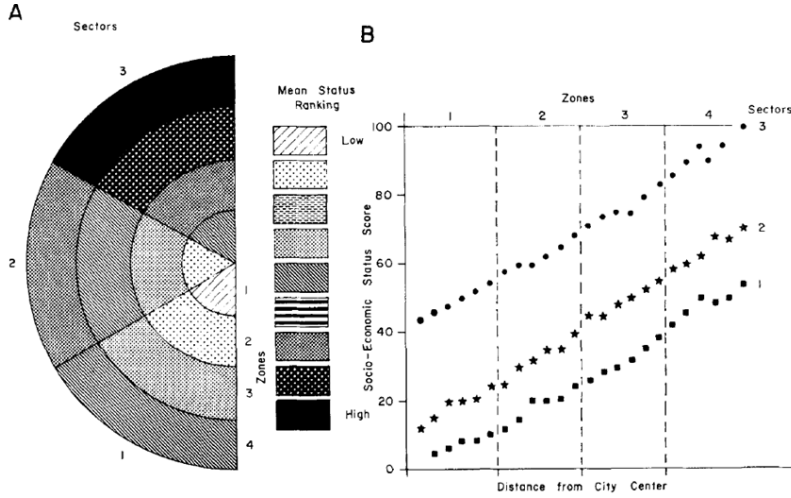 A
Sectors
3
2
1
1
2
3
4
Zones
Mean Status
Ranking
Low
High
B
Zones
1 2 3 4
Sectors
3
2
1
100
80
60
40
20
0
Socio-Economic Status Score
Distance from City Center